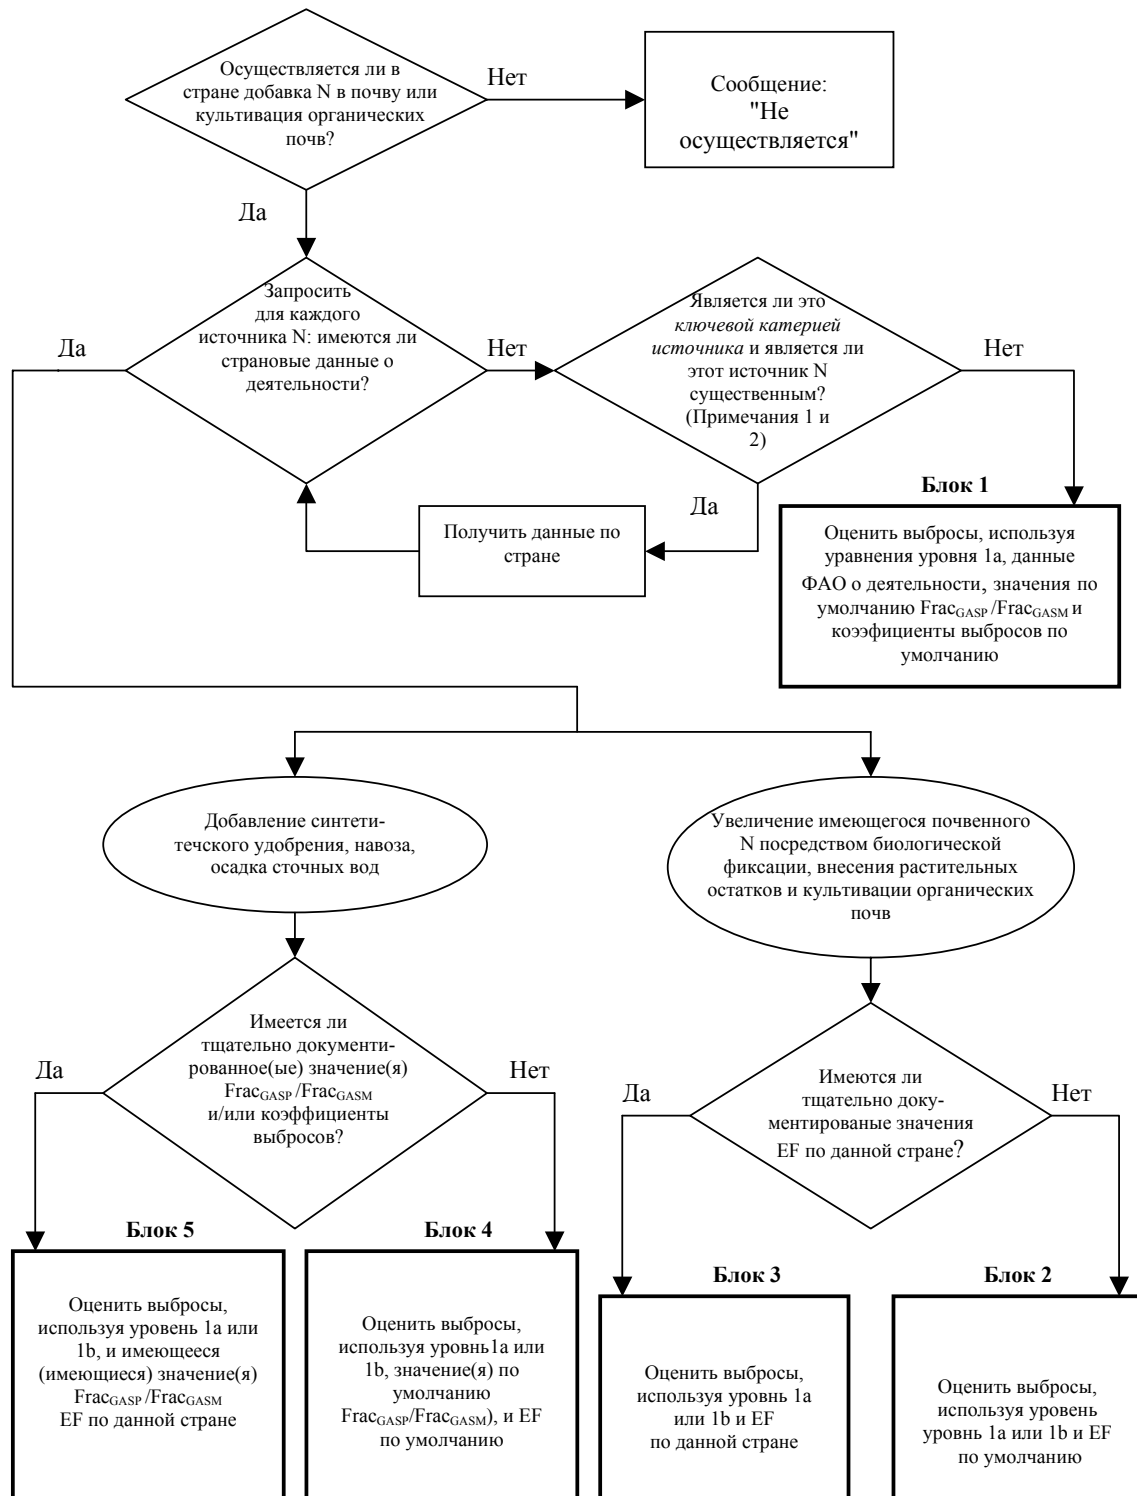 Осуществляется ли в
стране добавка N в почву или
культивация органических
почв?
Нет
Сообщение:
"Не
осуществляется"
Да
Запросить
для каждого
источника N: имеются ли
страновые данные о
деятельности?
Да
Нет
Является ли это
ключевой катерией
источника и является ли
этот источник N
существенным?
(Примечания 1 и
2)
Нет
Да
Получить данные по
стране
Блок 1
Оценить выбросы, используя
уравнения уровня 1a, данные
ФАО о деятельности, значения по
умолчанию FracGASP /FracGASM и
коээфициенты выбросов по
умолчанию
Добавление синтети-
течского удобрения, навоза,
осадка сточных вод
Увеличение имеющегося почвенного
N посредством биологической
фиксации, внесения растительных
остатков и культивации органических
почв
Имеется ли
тщательно документи-
рованное(ые) значение(я)
FracGASP /FracGASM
и/или коэффициенты
выбросов?
Да
Нет
Имеются ли
тщательно доку-
ментированые значения
EF по данной стране?
Да
Нет
Блок 5
Оценить выбросы,
используя уровень 1a или
1b, и имеющееся
(имеющиеся) значение(я)
FracGASP /FracGASM
EF по данной стране
Блок 4
Оценить выбросы,
используя уровнь1a или
1b, значение(я) по
умолчанию
FracGASP/FracGASM), и EF
по умолчанию
Блок 3
Оценить выбросы,
используя уровнь 1a
или 1b и EF
по данной стране
Блок 2
Оценить выбросы,
используя уровень
уровнь 1a или 1b и EF
по умолчанию